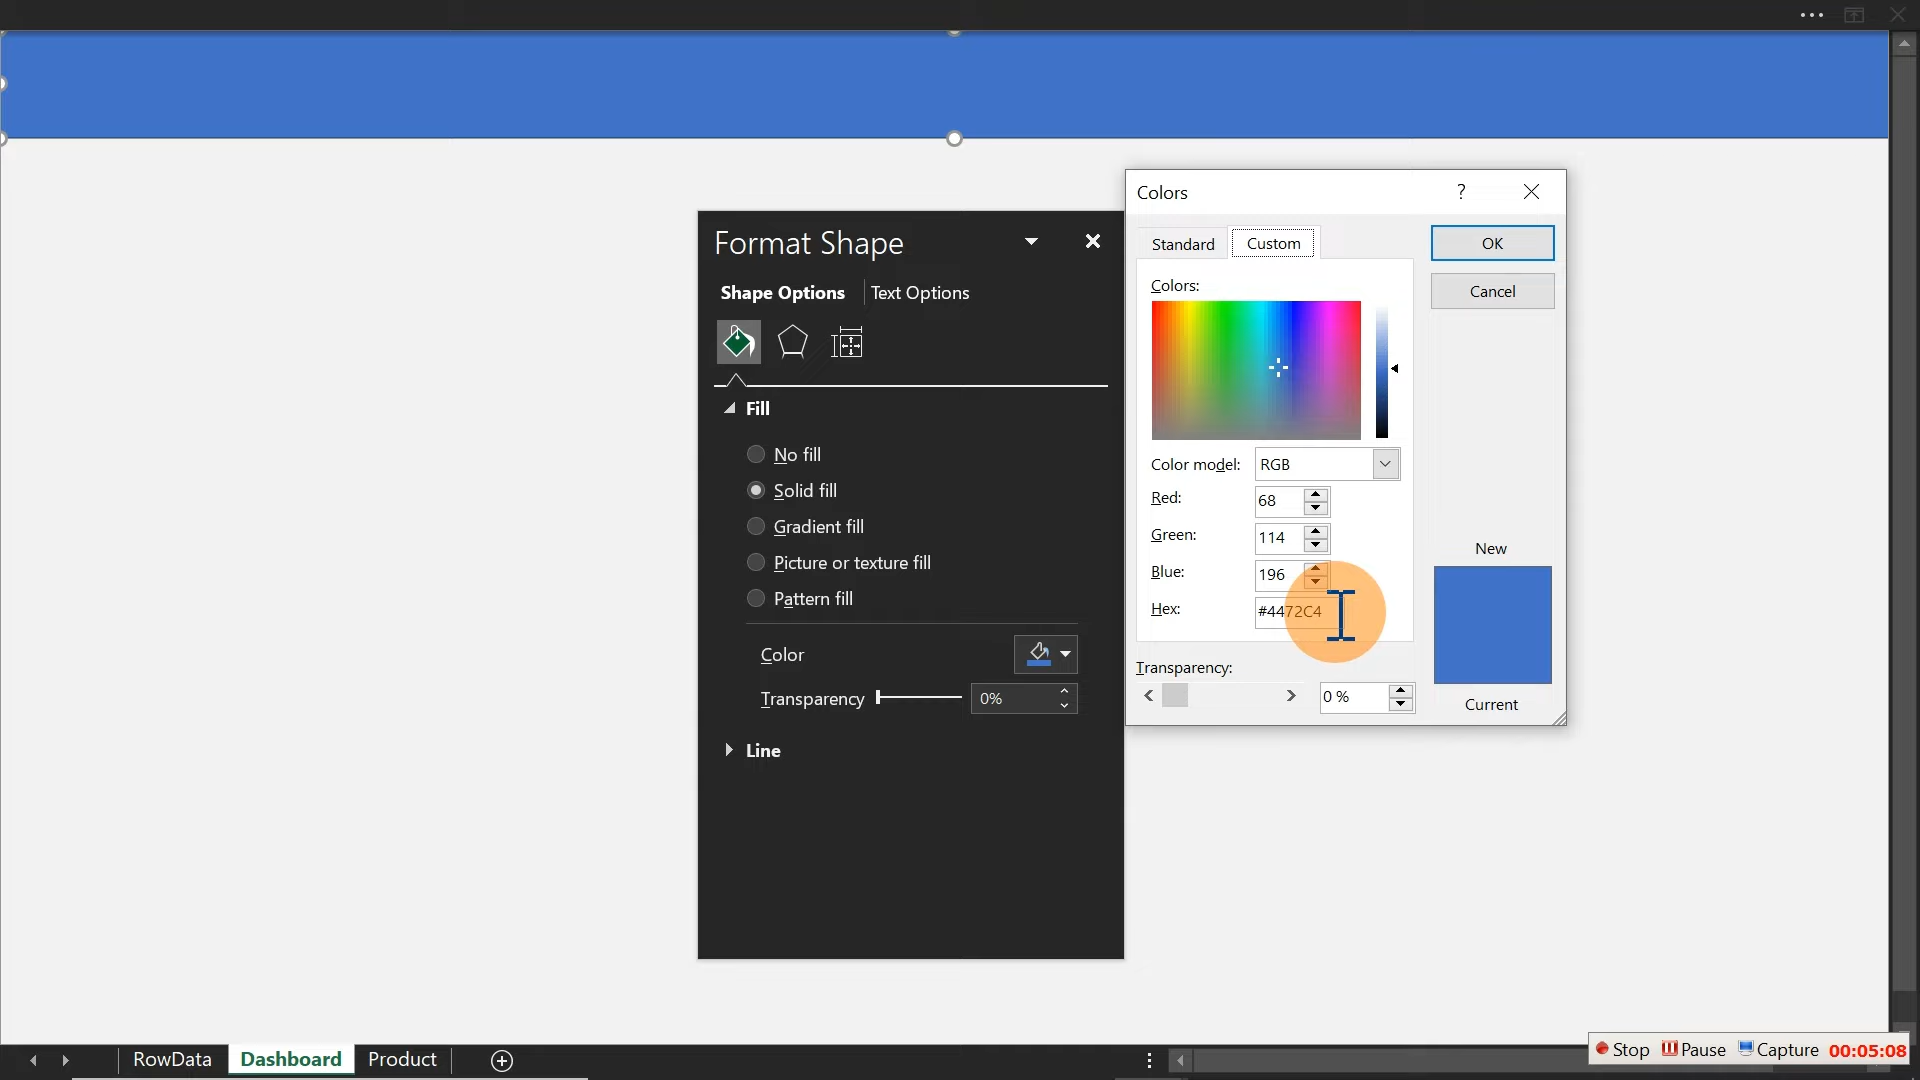 Colors ?
Standard Custom OK
Cancel
Format Shape
Shape Options Text Options
Colors:
Fill
No fill
Solid fill
Gradient fill
Picture or texture fill
Pattern fill
Color
Transparency 0%
Line
Color model: RGB
Red: 68
Green: 114
Blue: 196
Hex: #4472C4
New
Transparency:
0 %
Current
RowData Dashboard Product
Stop Pause Capture 00:05:08